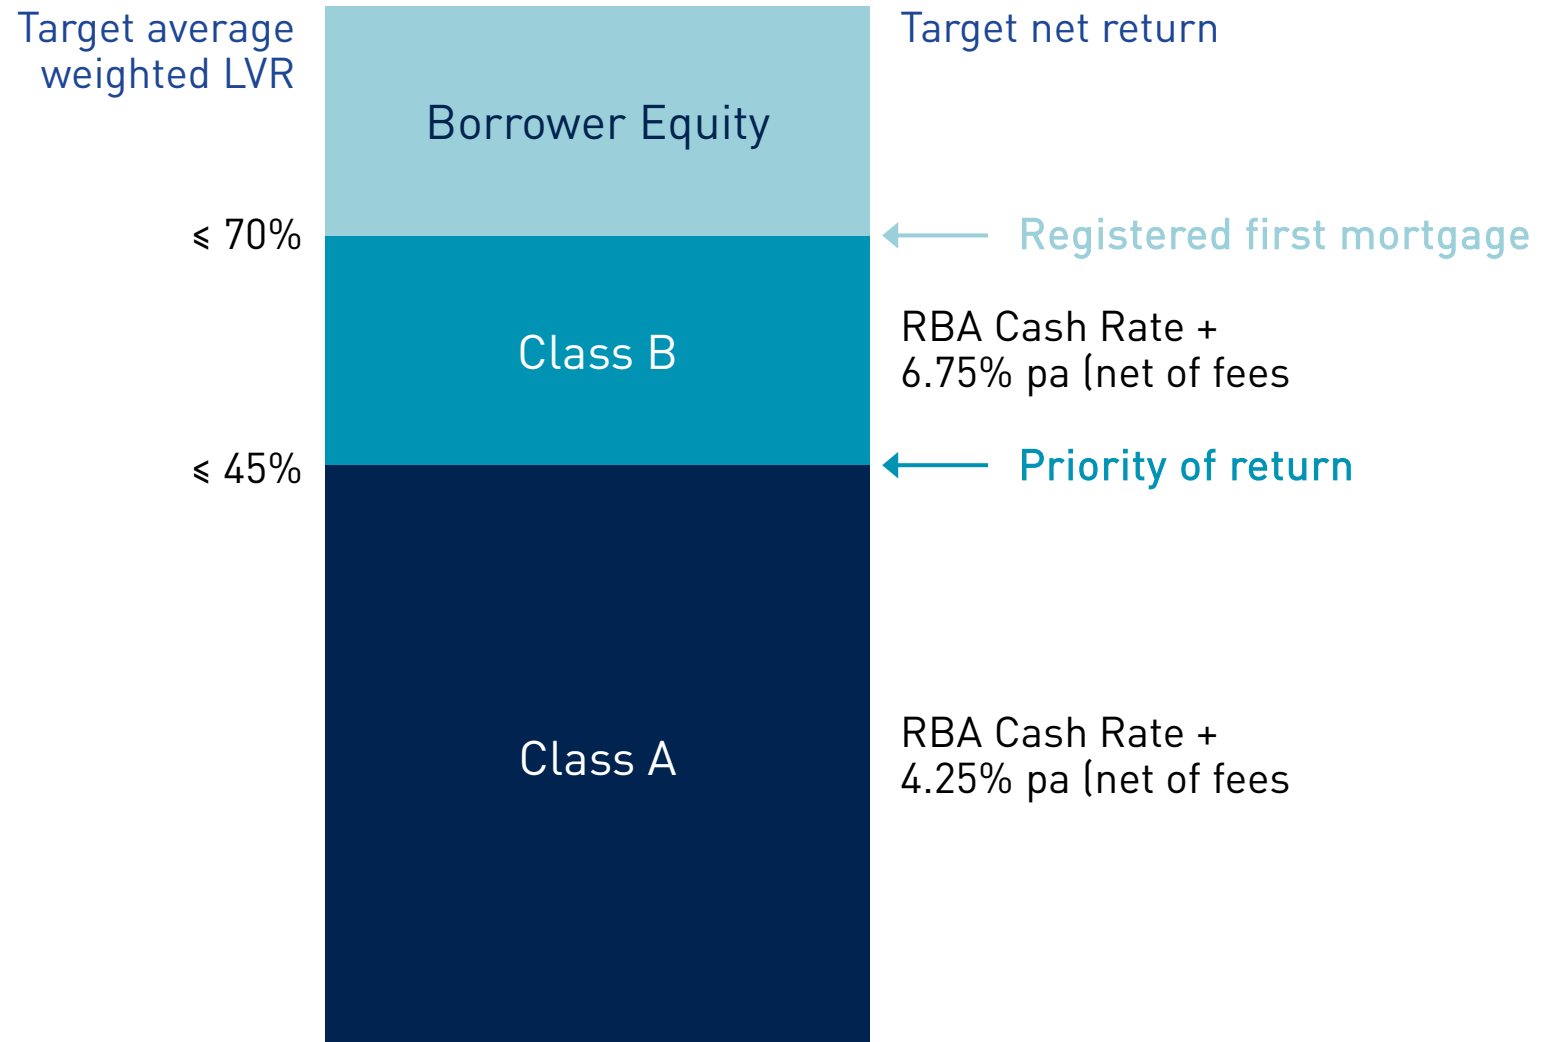 Target average
weighted LVR
Target net return
Borrower Equity
⩽ 70%
Registered first mortgage
Class B
RBA Cash Rate +
6.75% pa (net of fees
⩽ 45%
Priority of return
Class A
RBA Cash Rate +
4.25% pa (net of fees